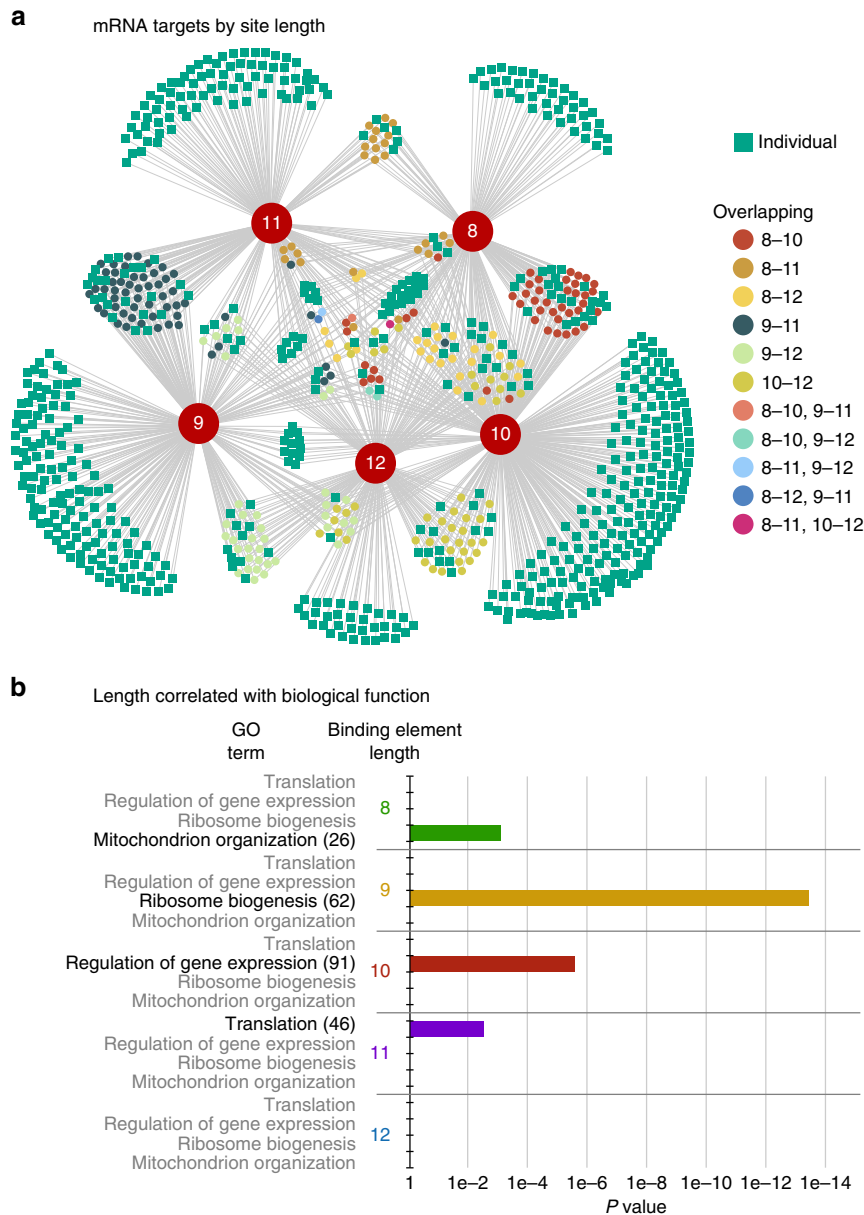 a
mRNA targets by site length
Individual
Overlapping
8–10
8–11
8–12
9–11
9–12
10–12
8–10, 9–11
8–10, 9–12
8–11, 9–12
8–12, 9–11
8–11, 10–12
11
8
9
10
12
b
Length correlated with biological function
GO
term
Binding element
length
Translation
Regulation of gene expression
Ribosome biogenesis
Mitochondrion organization (26)
8
Translation
Regulation of gene expression
Ribosome biogenesis (62)
Mitochondrion organization
9
Translation
Regulation of gene expression (91)
Ribosome biogenesis
Mitochondrion organization
10
Translation (46)
Regulation of gene expression
Ribosome biogenesis
Mitochondrion organization
11
Translation
Regulation of gene expression
Ribosome biogenesis
Mitochondrion organization
12
1 1e–2 1e–4 1e–6 1e–8 1e–10 1e–12 1e–14
P value